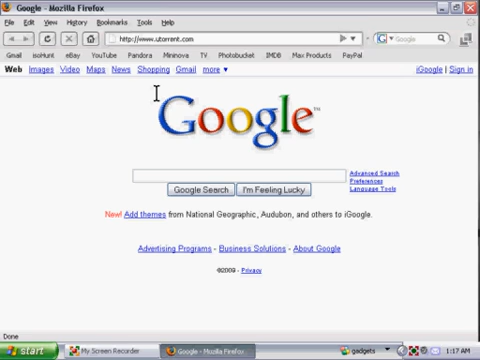 Google - Mozilla Firefox
File Edit View History Bookmarks Tools Help
http://www.utorrent.com
Google
Gmail isoHunt eBay YouTube Pandora Mininova TV Photobucket IMDB Max Products PayPal
Web Images Video Maps News Shopping Gmail more ▼ iGoogle | Sign in
Google™
Advanced Search
Preferences
Language Tools
Google Search I'm Feeling Lucky
New! Add themes from National Geographic, Audubon, and others to iGoogle.
Advertising Programs - Business Solutions - About Google
©2009 - Privacy
Done
start My Screen Recorder Google - Mozilla Firefox gadgets 1:17 AM